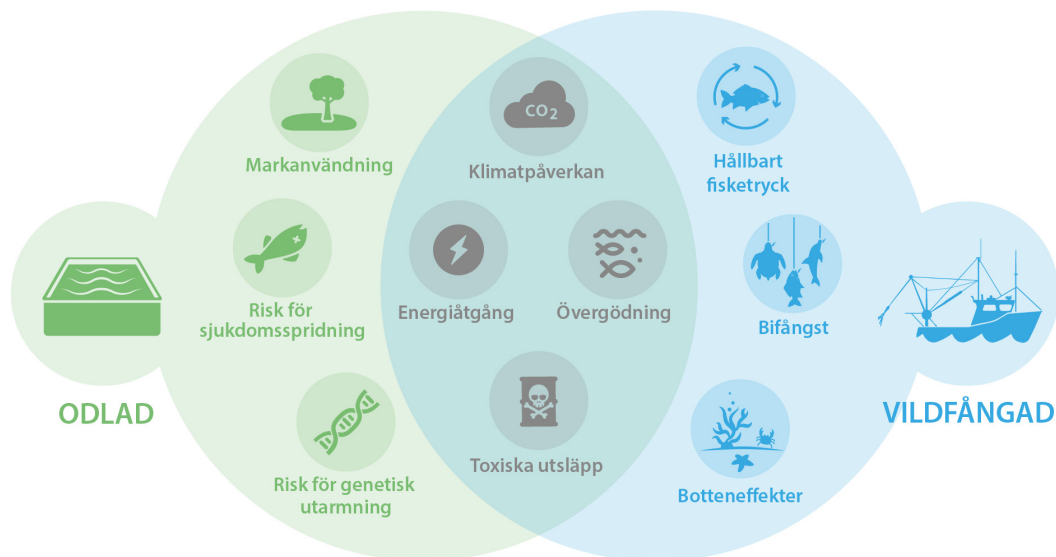 CO2
Markanvändning
Klimatpåverkan
Hållbart
fisketryck
Risk för
sjukdomsspridning
Energiåtgång
Övergödning
Bifångst
ODLAD
VILDFÅNGAD
Risk för genetisk
utarmning
Toxiska utsläpp
Botteneffekter